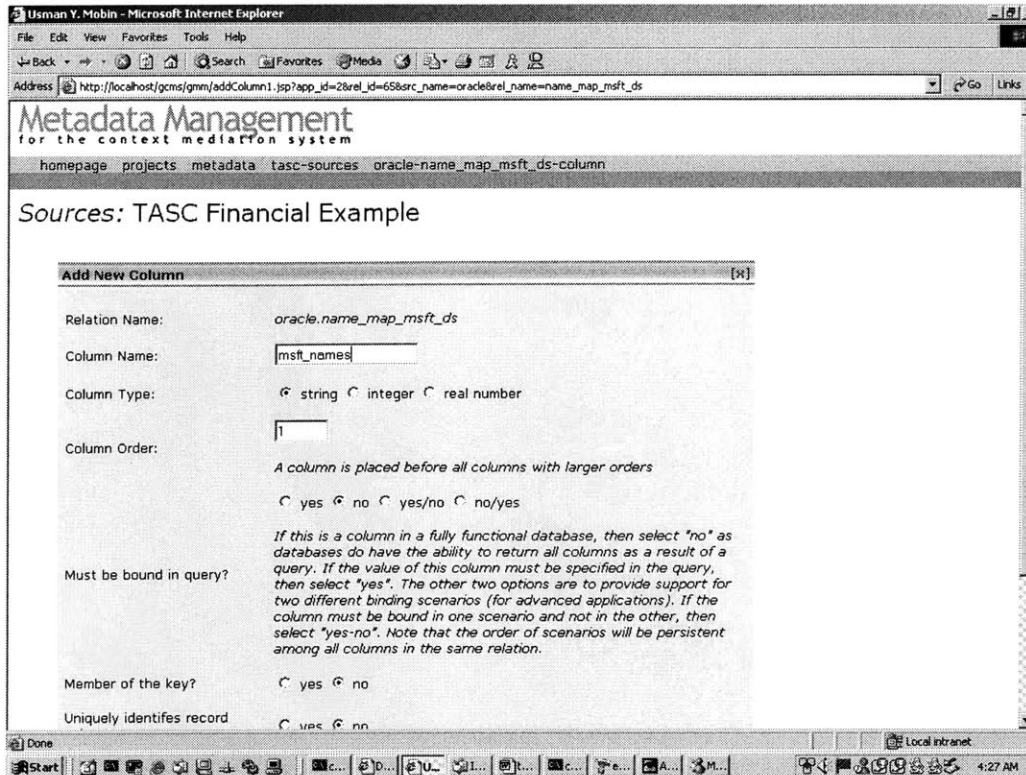 Usman Y. Mobin - Microsoft Internet Explorer
File Edit View Favorites Tools Help
Back Search Favorites Media
Address http://localhost/gcms/gmm/addColumn1.jsp?app_id=2&rel_id=65&src_name=oracle&rel_name=name_map_msft_ds Go Links
Metadata Management
for the context mediation system
homepage projects metadata tasc-sources oracle-name_map_msft_ds-column
Sources: TASC Financial Example
Add New Column [x]
Relation Name: oracle.name_map_msft_ds
Column Name: msft_names
Column Type: string integer real number
Column Order: 1
A column is placed before all columns with larger orders
Must be bound in query? yes no yes/no no/yes
If this is a column in a fully functional database, then select "no" as
databases do have the ability to return all columns as a result of a
query. If the value of this column must be specified in the query,
then select "yes". The other two options are to provide support for
two different binding scenarios (for advanced applications). If the
column must be bound in one scenario and not in the other, then
select "yes-no". Note that the order of scenarios will be persistent
among all columns in the same relation.
Member of the key? yes no
Uniquely identifes record yes no
Done Local intranet
Start c... D... U... I... t... c... e... A... M... 4:27 AM